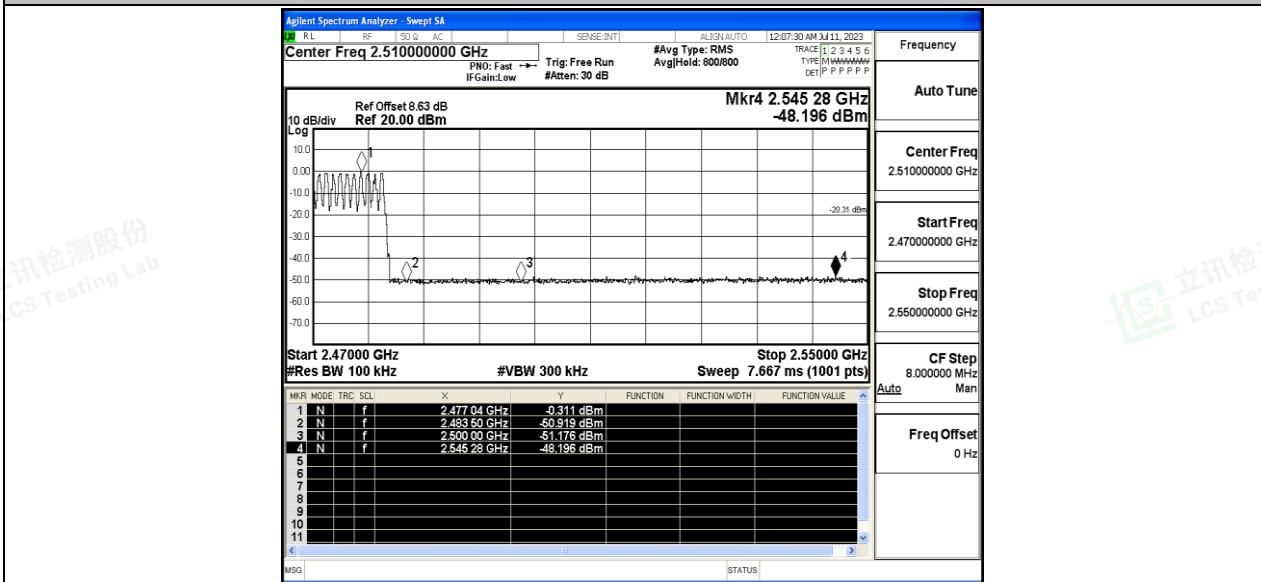 Agilent Spectrum Analyzer - Swept SA
RL RF 50 Ω AC SENSE:INT ALIGN AUTO 12:07:30 AM Jul 11, 2023
Center Freq 2.510000000 GHz
PNO: Fast
IFGain:Low
Trig: Free Run
#Atten: 30 dB
#Avg Type: RMS
Avg|Hold: 800/800
TRACE 1 2 3 4 5 6
TYPE M WWWWW
DET P P P P P P
Mkr4 2.545 28 GHz
-48.196 dBm
Ref Offset 8.63 dB
10 dB/div Ref 20.00 dBm
Log
10.0
0.00
-10.0
-20.0
-30.0
-40.0
-50.0
-60.0
-70.0
1
2
3
4
-20.31 dBm
Start 2.47000 GHz Stop 2.55000 GHz
#Res BW 100 kHz #VBW 300 kHz Sweep 7.667 ms (1001 pts)
MKR MODE TRC SCL X Y FUNCTION FUNCTION WIDTH FUNCTION VALUE
1 N f 2.477 04 GHz -0.311 dBm
2 N f 2.483 50 GHz -50.919 dBm
3 N f 2.500 00 GHz -51.176 dBm
4 N f 2.545 28 GHz -48.196 dBm
5
6
7
8
9
10
11
MSG STATUS
Frequency
Auto Tune
Center Freq
2.510000000 GHz
Start Freq
2.470000000 GHz
Stop Freq
2.550000000 GHz
CF Step
8.000000 MHz
Auto Man
Freq Offset
0 Hz
讯检测股份
LCS Testing Lab
立讯检
LCS Te